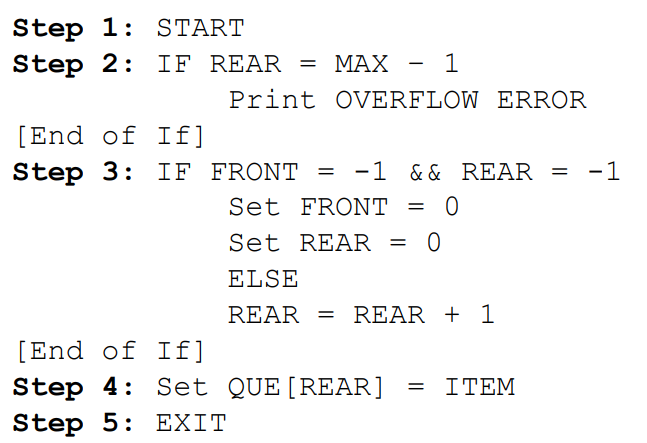 Step 1: START
Step 2: IF REAR = MAX – 1
Print OVERFLOW ERROR
[End of If]
Step 3: IF FRONT = -1 && REAR = -1
Set FRONT = 0
Set REAR = 0
ELSE
REAR = REAR + 1
[End of If]
Step 4: Set QUE[REAR] = ITEM
Step 5: EXIT